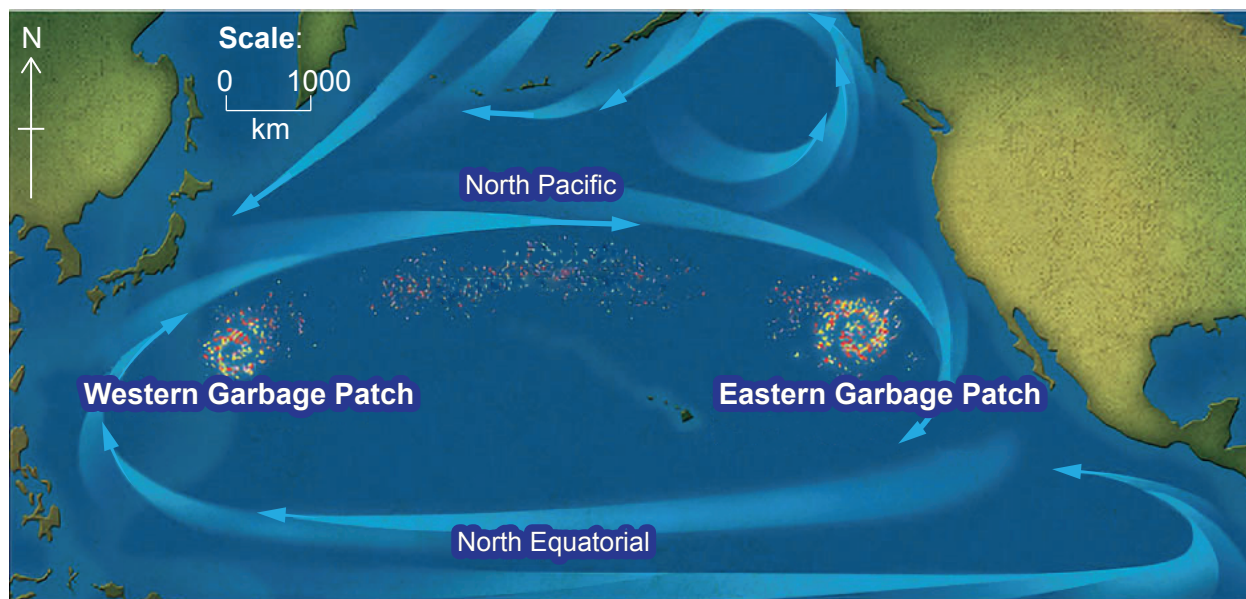 N
Scale:
0 1000
km
North Pacific
Western Garbage Patch
Eastern Garbage Patch
North Equatorial